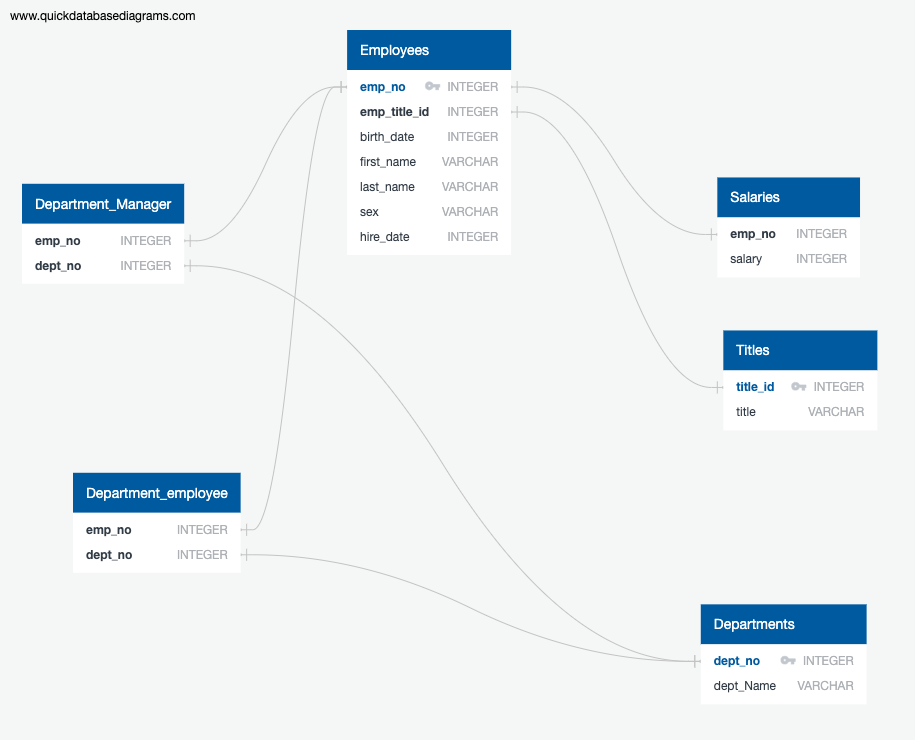 www.quickdatabasediagrams.com
Employees
emp_no INTEGER
emp_title_id INTEGER
birth_date INTEGER
first_name VARCHAR
last_name VARCHAR
sex VARCHAR
hire_date INTEGER
Department_Manager
emp_no INTEGER
dept_no INTEGER
Salaries
emp_no INTEGER
salary INTEGER
Titles
title_id INTEGER
title VARCHAR
Department_employee
emp_no INTEGER
dept_no INTEGER
Departments
dept_no INTEGER
dept_Name VARCHAR